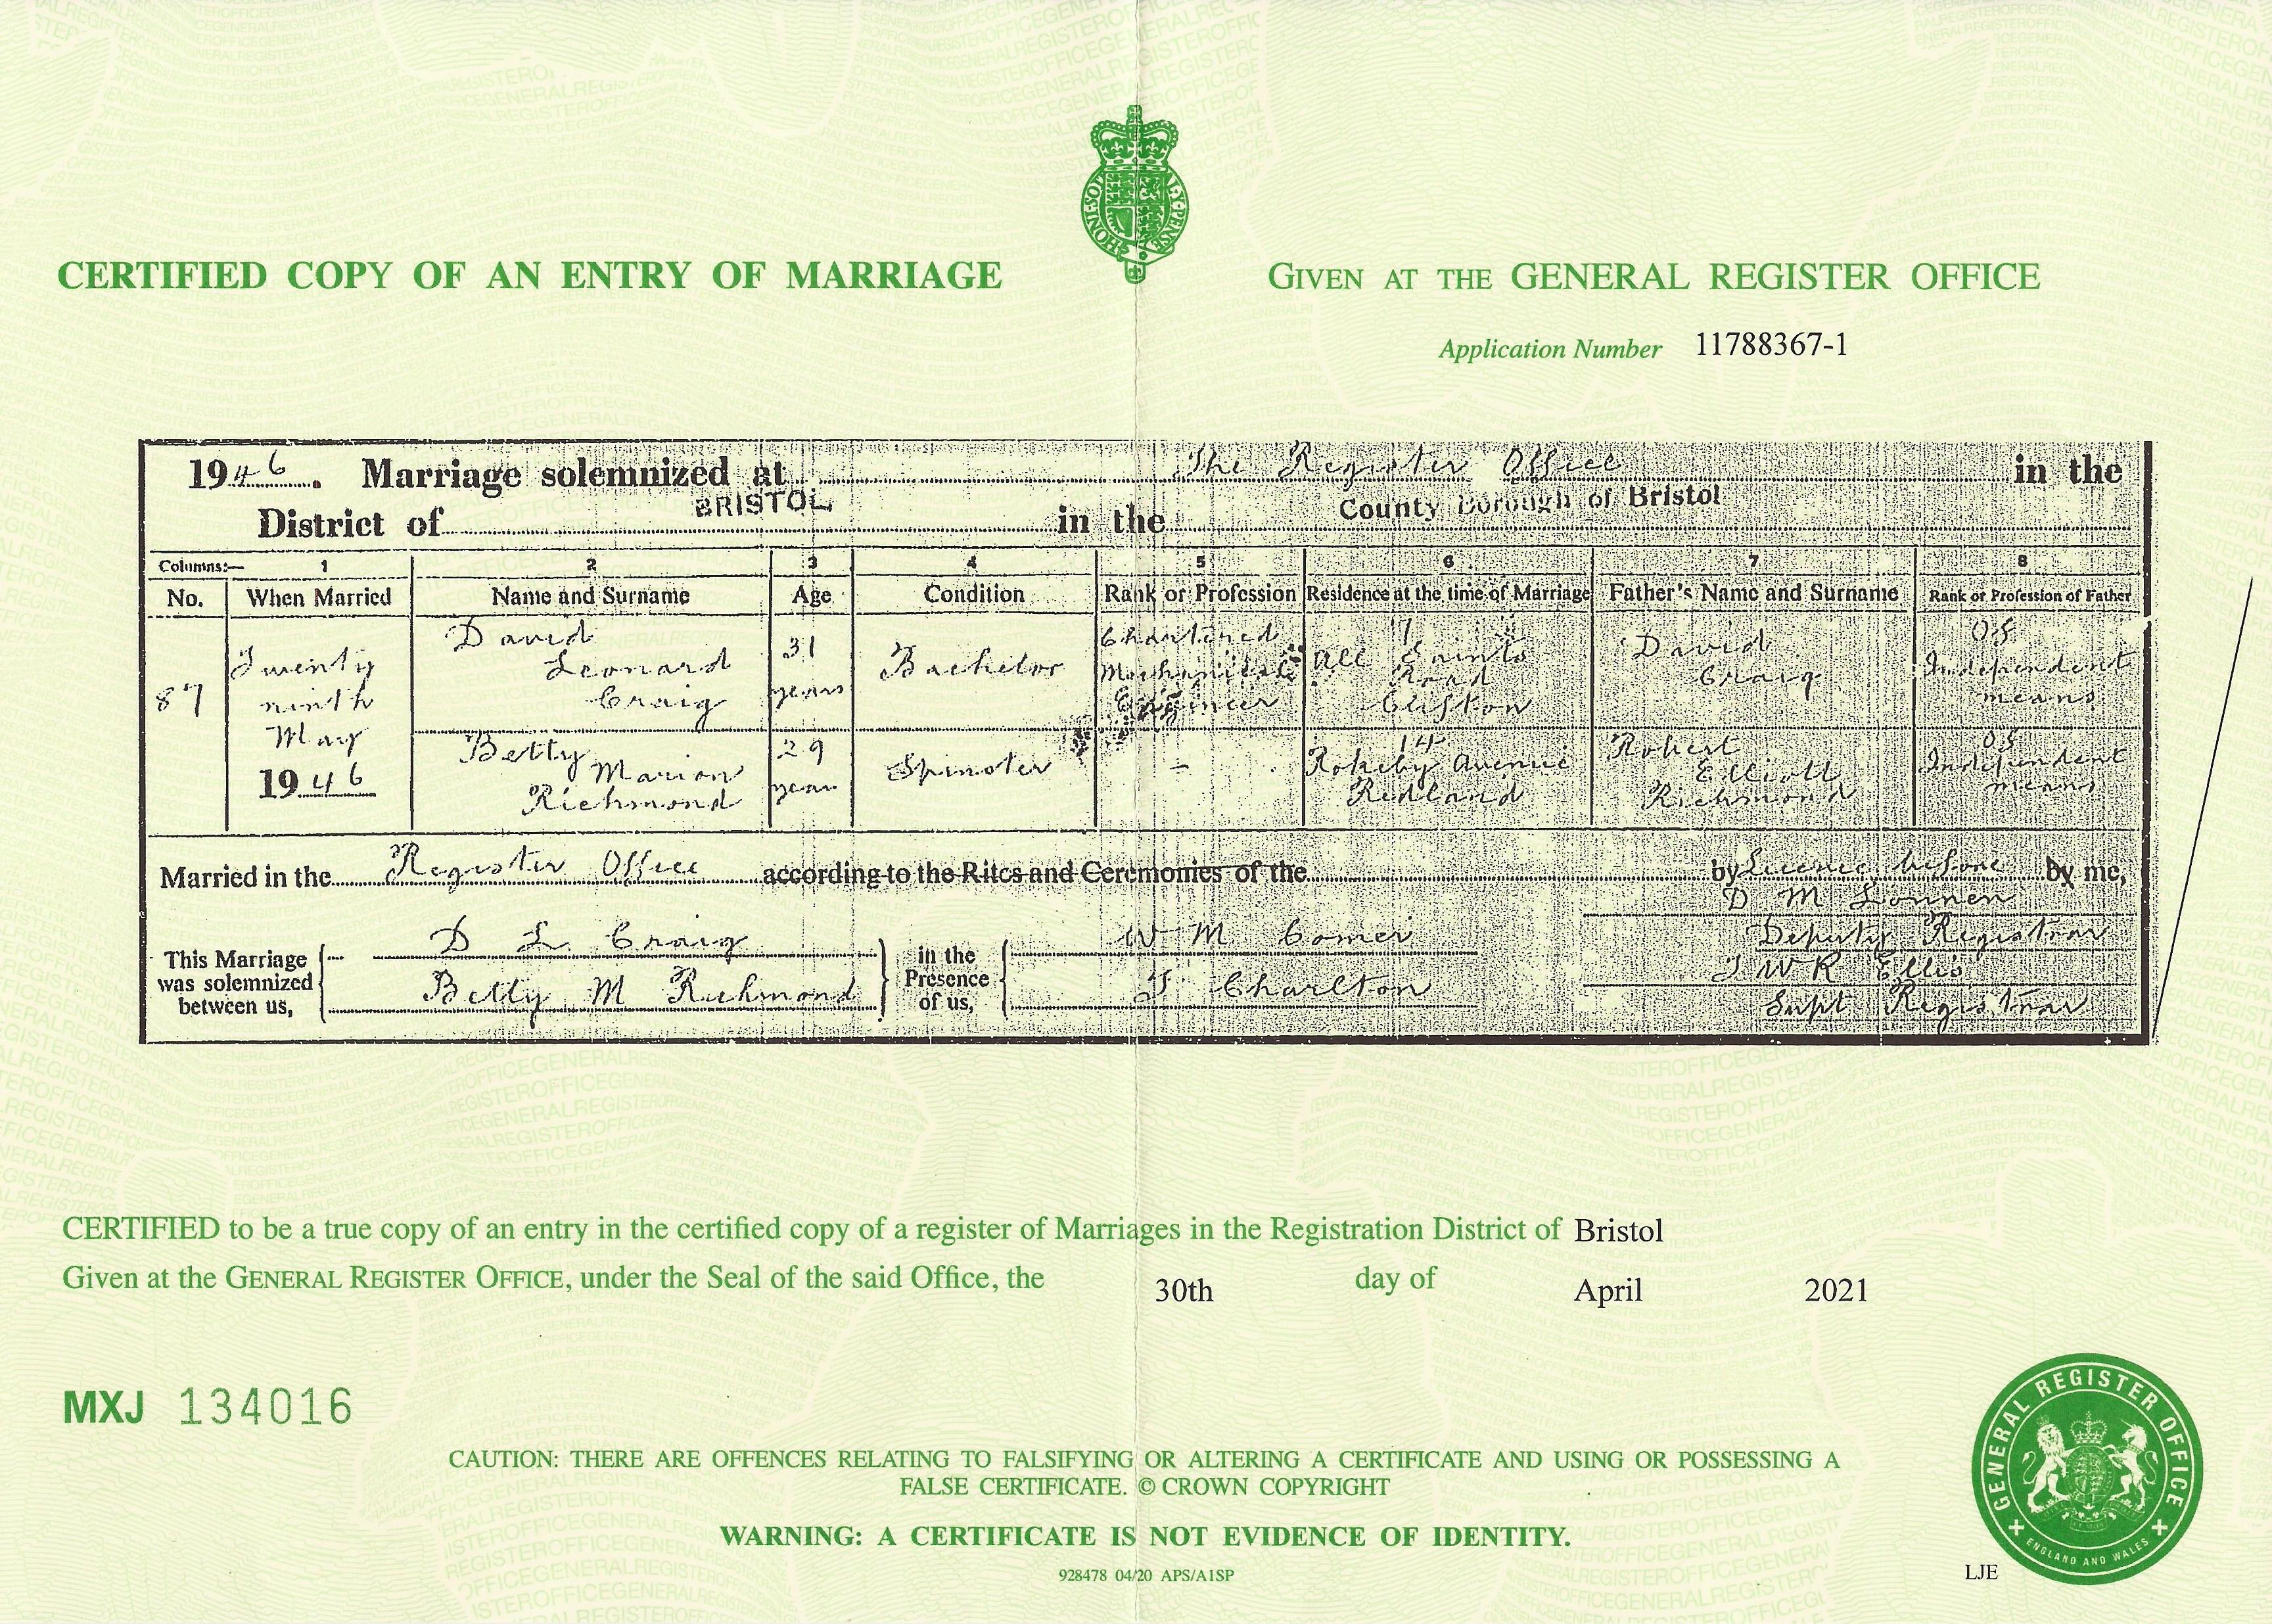 CERTIFIED COPY OF AN ENTRY OF MARRIAGE
GIVEN AT THE GENERAL REGISTER OFFICE
Application Number 11788367-1
1946. Marriage solemnized at The Register Office in the
District of BRISTOL in the County Borough of Bristol
Columns:— 1 2 3 4 5 6 7 8
No. When Married Name and Surname Age Condition Rank or Profession Residence at the time of Marriage Father's Name and Surname Rank or Profession of Father
87
Twenty
ninth
May
1946
David
Leonard
Craig
31
years
Bachelor
Chartered
Mechanical
Engineer
All Saints
Road
Clifton
David
Craig
Of
Independent
means
Betty
Marion
Richmond
29
years
Spinster
–
14
Rokeby Avenue
Redland
Robert
Elliott
Richmond
Of
Independent
means
Married in the Register Office according to the Rites and Ceremonies of the by Licence before by me,
This Marriage
was solemnized
between us,
D L Craig
Betty M Richmond
in the
Presence
of us,
W M Comer
J Charlton
D M Lonnen
Deputy Registrar
J W R Ellis
Supt Registrar
CERTIFIED to be a true copy of an entry in the certified copy of a register of Marriages in the Registration District of Bristol
Given at the GENERAL REGISTER OFFICE, under the Seal of the said Office, the 30th day of April 2021
MXJ 134016
CAUTION: THERE ARE OFFENCES RELATING TO FALSIFYING OR ALTERING A CERTIFICATE AND USING OR POSSESSING A
FALSE CERTIFICATE. © CROWN COPYRIGHT
WARNING: A CERTIFICATE IS NOT EVIDENCE OF IDENTITY.
928478 04/20 APS/A1SP
LJE
GENERAL REGISTER OFFICE
ENGLAND AND WALES